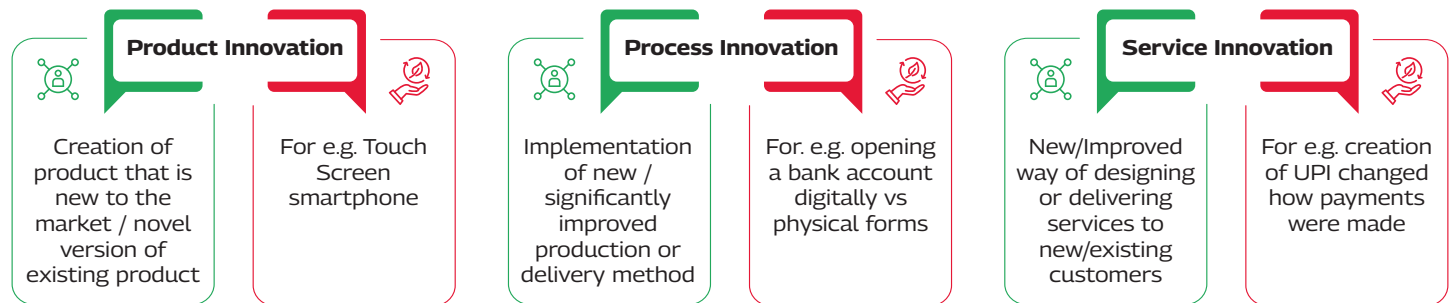 Product Innovation
Creation of
product that is
new to the
market / novel
version of
existing product
For e.g. Touch
Screen
smartphone
Process Innovation
Implementation
of new /
significantly
improved
production or
delivery method
For. e.g. opening
a bank account
digitally vs
physical forms
Service Innovation
New/Improved
way of designing
or delivering
services to
new/existing
customers
For e.g. creation
of UPI changed
how payments
were made